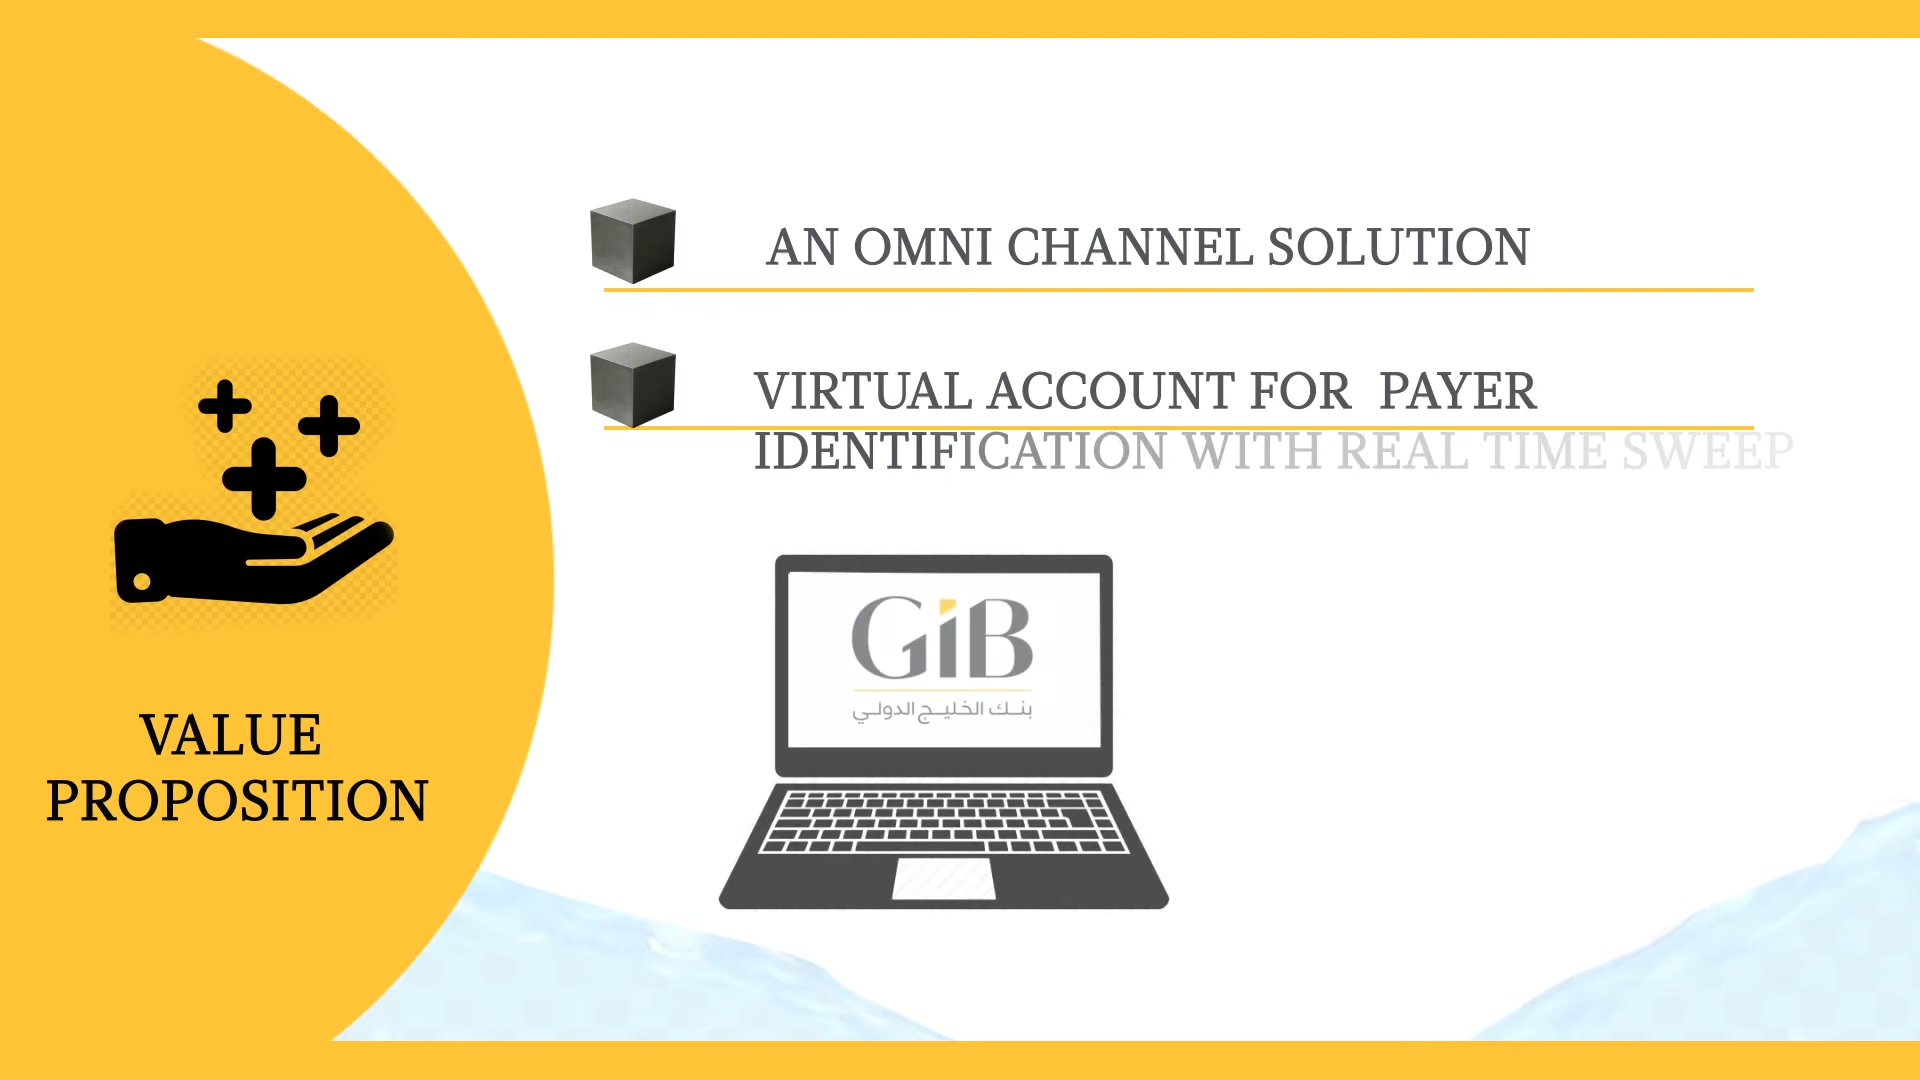 AN OMNI CHANNEL SOLUTION
VIRTUAL ACCOUNT FOR PAYER
IDENTIFICATION WITH REAL TIME SWEEP
GiB
بنك الخليج الدولي
VALUE
PROPOSITION